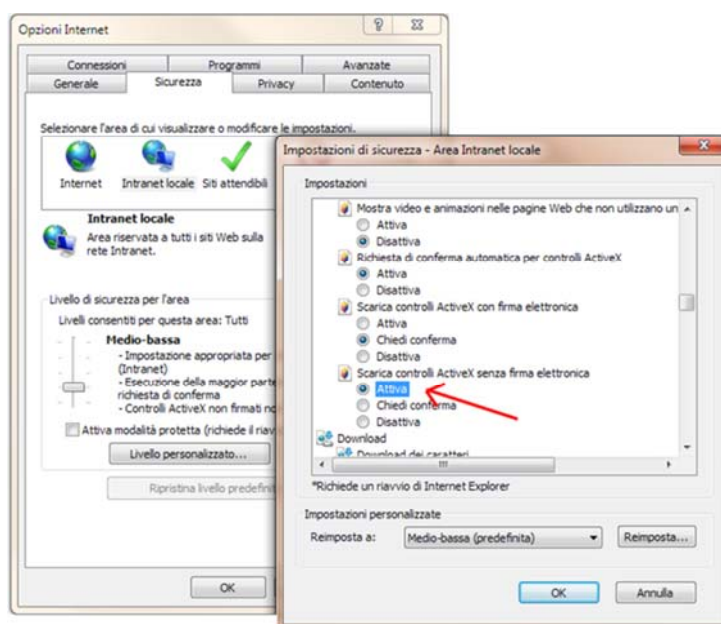 Opzioni Internet
Connessioni Programmi Avanzate
Generale Sicurezza Privacy Contenuto
Selezionare l'area di cui visualizzare o modificare le impostazioni.
Internet Intranet locale Siti attendibili
Intranet locale
Area riservata a tutti i siti Web sulla
rete Intranet.
Livello di sicurezza per l'area
Livelli consentiti per questa area: Tutti
Medio-bassa
- Impostazione appropriata per
(Intranet)
- Esecuzione della maggior parte
richiesta di conferma
- Controlli ActiveX non firmati
Attiva modalità protetta (richiede il
Livello personalizzato...
Ripristina livello
OK
Impostazioni di sicurezza - Area Intranet locale
Impostazioni
Mostra video e animazioni nelle pagine Web che non utilizzano un
Attiva
Disattiva
Richiesta di conferma automatica per controlli ActiveX
Attiva
Disattiva
Scarica controlli ActiveX con firma elettronica
Attiva
Chiedi conferma
Disattiva
Scarica controlli ActiveX senza firma elettronica
Attiva
Chiedi conferma
Disattiva
Download
Download dei caratteri
*Richiede un riavvio di Internet Explorer
Impostazioni personalizzate
Reimposta a: Medio-bassa (predefinita) Reimposta...
OK Annulla